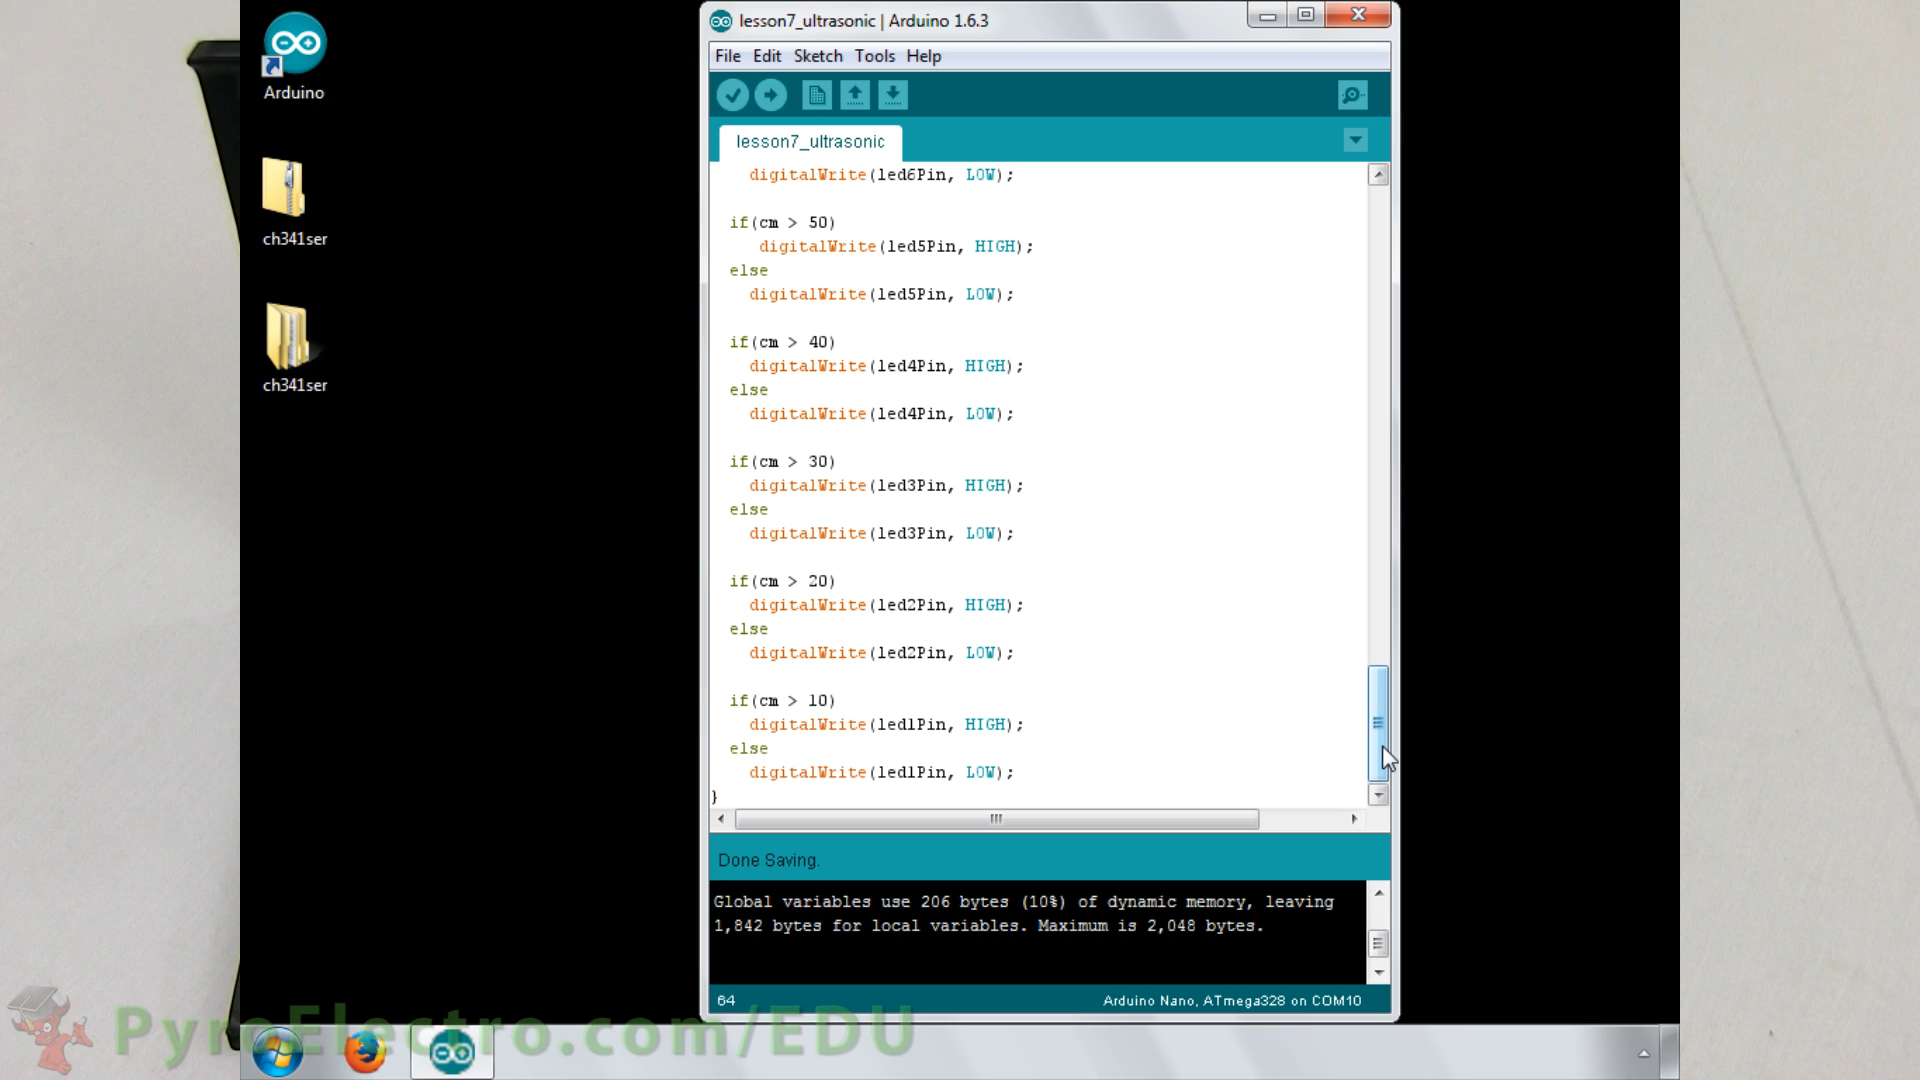 lesson7_ultrasonic | Arduino 1.6.3
File Edit Sketch Tools Help
Arduino
lesson7_ultrasonic
digitalWrite(led6Pin, LOW);
if(cm > 50)
digitalWrite(led5Pin, HIGH);
else
digitalWrite(led5Pin, LOW);
if(cm > 40)
digitalWrite(led4Pin, HIGH);
else
digitalWrite(led4Pin, LOW);
if(cm > 30)
digitalWrite(led3Pin, HIGH);
else
digitalWrite(led3Pin, LOW);
if(cm > 20)
digitalWrite(led2Pin, HIGH);
else
digitalWrite(led2Pin, LOW);
if(cm > 10)
digitalWrite(led1Pin, HIGH);
else
digitalWrite(led1Pin, LOW);
}
ch341ser
ch341ser
Done Saving.
Global variables use 206 bytes (10%) of dynamic memory, leaving
1,842 bytes for local variables. Maximum is 2,048 bytes.
64
Arduino Nano, ATmega328 on COM10
PyroElectro.com/EDU